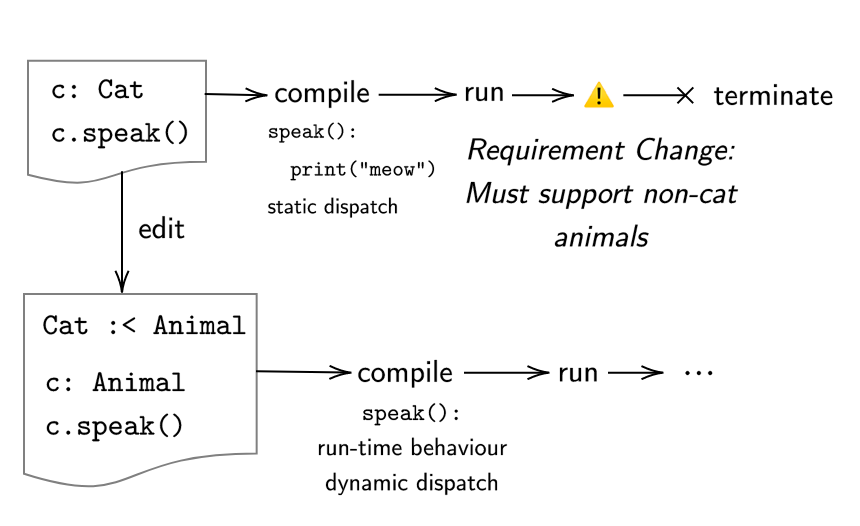 c: Cat
c.speak()
compile
run
terminate
speak():
print("meow")
static dispatch
Requirement Change:
Must support non-cat
animals
edit
Cat :< Animal
c: Animal
c.speak()
compile
run
...
speak():
run-time behaviour
dynamic dispatch